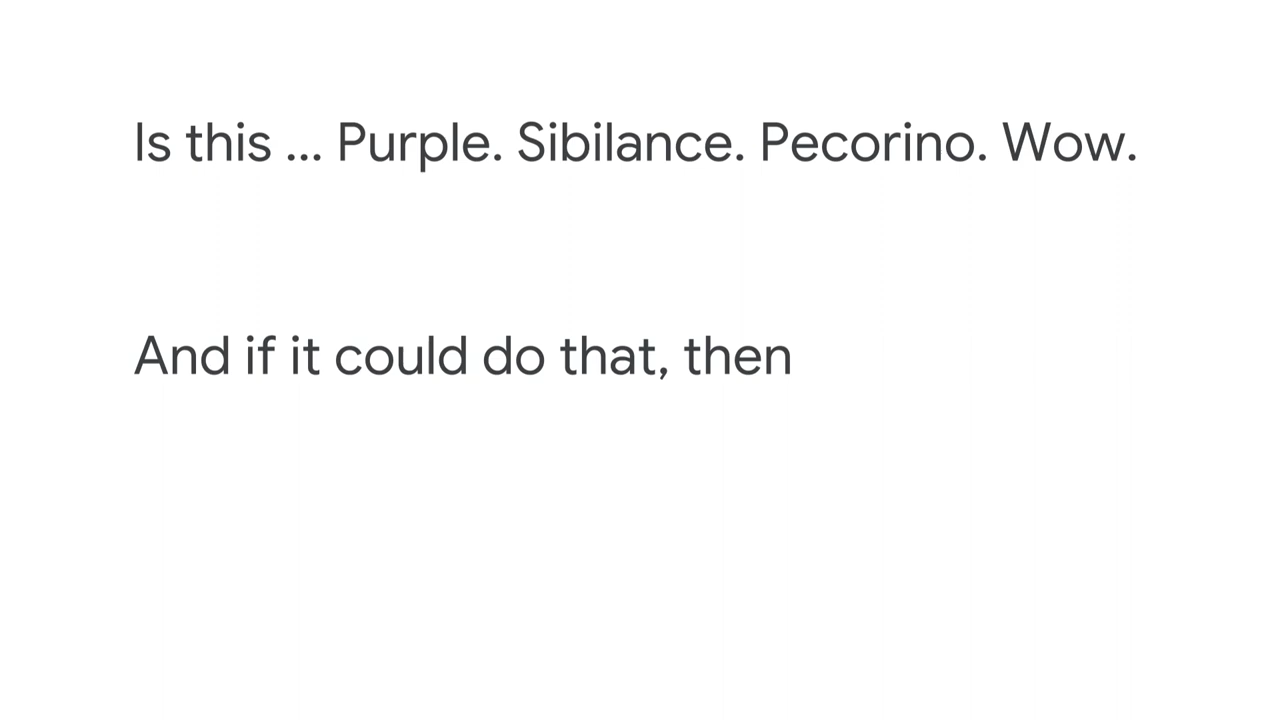 Is this ... Purple. Sibilance. Pecorino. Wow.
And if it could do that, then